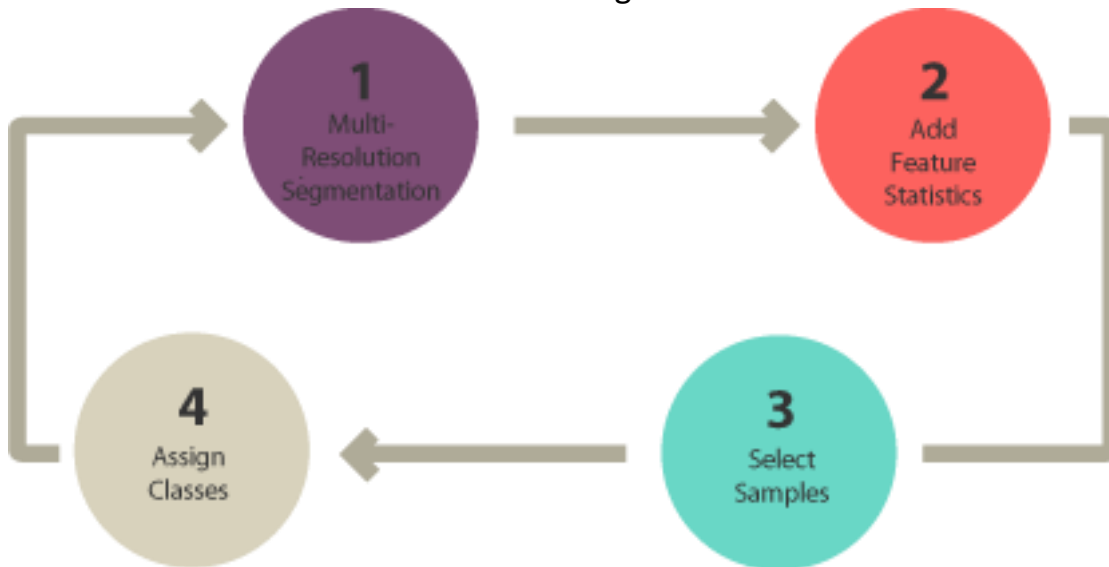 1
Multi-
Resolution
Segmentation
2
Add
Feature
Statistics
3
Select
Samples
4
Assign
Classes